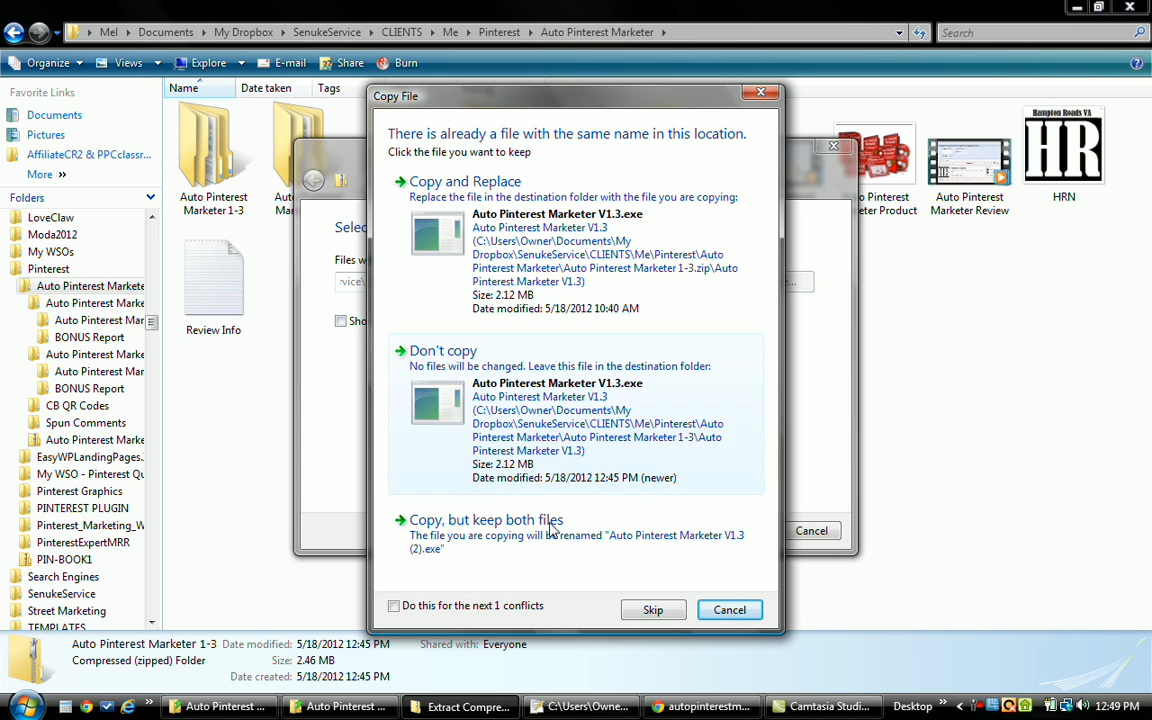 Mel ▸ Documents ▸ My Dropbox ▸ SenukeService ▸ CLIENTS ▸ Me ▸ Pinterest ▸ Auto Pinterest Marketer ▸
Search
Organize
Views
Explore
E-mail
Share
Burn
Favorite Links
Documents
Pictures
AffiliateCR2 & PPCclassr...
More »
Folders
LoveClaw
Moda2012
My WSOs
Pinterest
Auto Pinterest Markete
Auto Pinterest Marke
Auto Pinterest Mar
BONUS Report
Auto Pinterest Marke
Auto Pinterest Mar
BONUS Report
CB QR Codes
Spun Comments
Auto Pinterest Marke
EasyWPLandingPages.
My WSO - Pinterest Qu
Pinterest Graphics
PINTEREST PLUGIN
Pinterest_Marketing_W
PinterestExpertMRR
PIN-BOOK1
Search Engines
SenukeService
Street Marketing
TEMPLATES
Name
Date taken
Tags
Auto Pinterest
Marketer 1-3
Review Info
Selec
Files w
rvice\
Sho
Cancel
Pinterest
eter Product
Auto Pinterest
Marketer Review
Hampton Roads VA
HR
HRN
Copy File
There is already a file with the same name in this location.
Click the file you want to keep
Copy and Replace
Replace the file in the destination folder with the file you are copying:
Auto Pinterest Marketer V1.3.exe
Auto Pinterest Marketer V1.3
(C:\Users\Owner\Documents\My
Dropbox\SenukeService\CLIENTS\Me\Pinterest\Auto
Pinterest Marketer\Auto Pinterest Marketer 1-3.zip\Auto
Pinterest Marketer V1.3)
Size: 2.12 MB
Date modified: 5/18/2012 10:40 AM
Don't copy
No files will be changed. Leave this file in the destination folder:
Auto Pinterest Marketer V1.3.exe
Auto Pinterest Marketer V1.3
(C:\Users\Owner\Documents\My
Dropbox\SenukeService\CLIENTS\Me\Pinterest\Auto
Pinterest Marketer\Auto Pinterest Marketer 1-3\Auto
Pinterest Marketer V1.3)
Size: 2.12 MB
Date modified: 5/18/2012 12:45 PM (newer)
Copy, but keep both files
The file you are copying will be renamed "Auto Pinterest Marketer V1.3
(2).exe"
Do this for the next 1 conflicts
Skip
Cancel
Auto Pinterest Marketer 1-3 Date modified: 5/18/2012 12:45 PM Shared with: Everyone
Compressed (zipped) Folder Size: 2.46 MB
Date created: 5/18/2012 12:45 PM
Auto Pinterest ...
Auto Pinterest ...
Extract Compre...
C:\Users\Owne...
autopinterestm...
Camtasia Studi...
Desktop »
12:49 PM